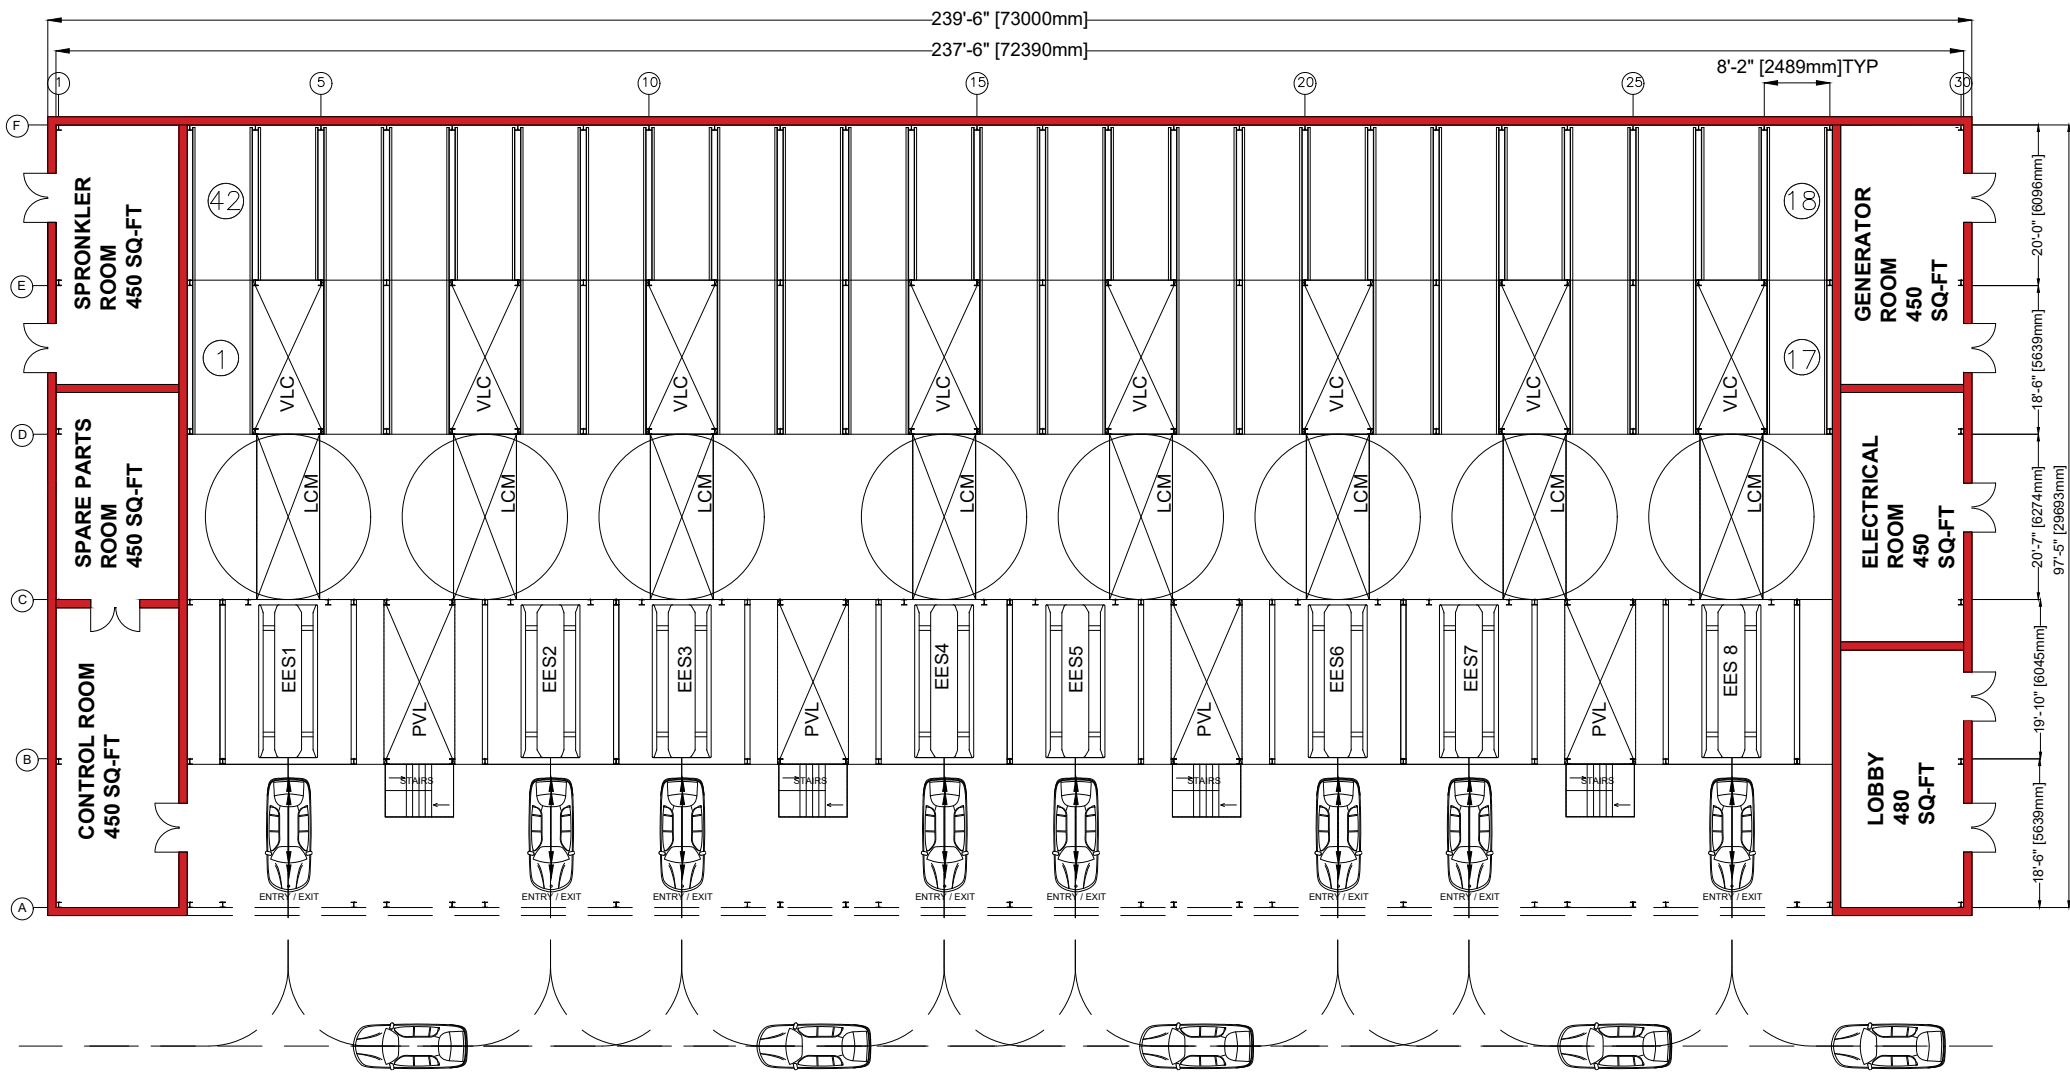 239'-6" [73000mm]
237'-6" [72390mm]
8'-2" [2489mm]TYP
1
5
10
15
20
25
30
F
E
D
C
B
A
SPRONKLER
ROOM
450 SQ-FT
SPARE PARTS
ROOM
450 SQ-FT
CONTROL ROOM
450 SQ-FT
42
18
1
17
VLC
VLC
VLC
VLC
VLC
VLC
VLC
VLC
LCM
LCM
LCM
LCM
LCM
LCM
LCM
LCM
EES1
PVL
EES2
EES3
PVL
EES4
EES5
PVL
EES6
EES7
PVL
EES 8
STAIRS
STAIRS
STAIRS
STAIRS
ENTRY / EXIT
ENTRY / EXIT
ENTRY / EXIT
ENTRY / EXIT
ENTRY / EXIT
ENTRY / EXIT
ENTRY / EXIT
ENTRY / EXIT
GENERATOR
ROOM
450
SQ-FT
ELECTRICAL
ROOM
450
SQ-FT
LOBBY
480
SQ-FT
20'-0" [6096mm]
18'-6" [5639mm]
20'-7" [6274mm]
19'-10" [6045mm]
18'-6" [5639mm]
97'-5" [29693mm]